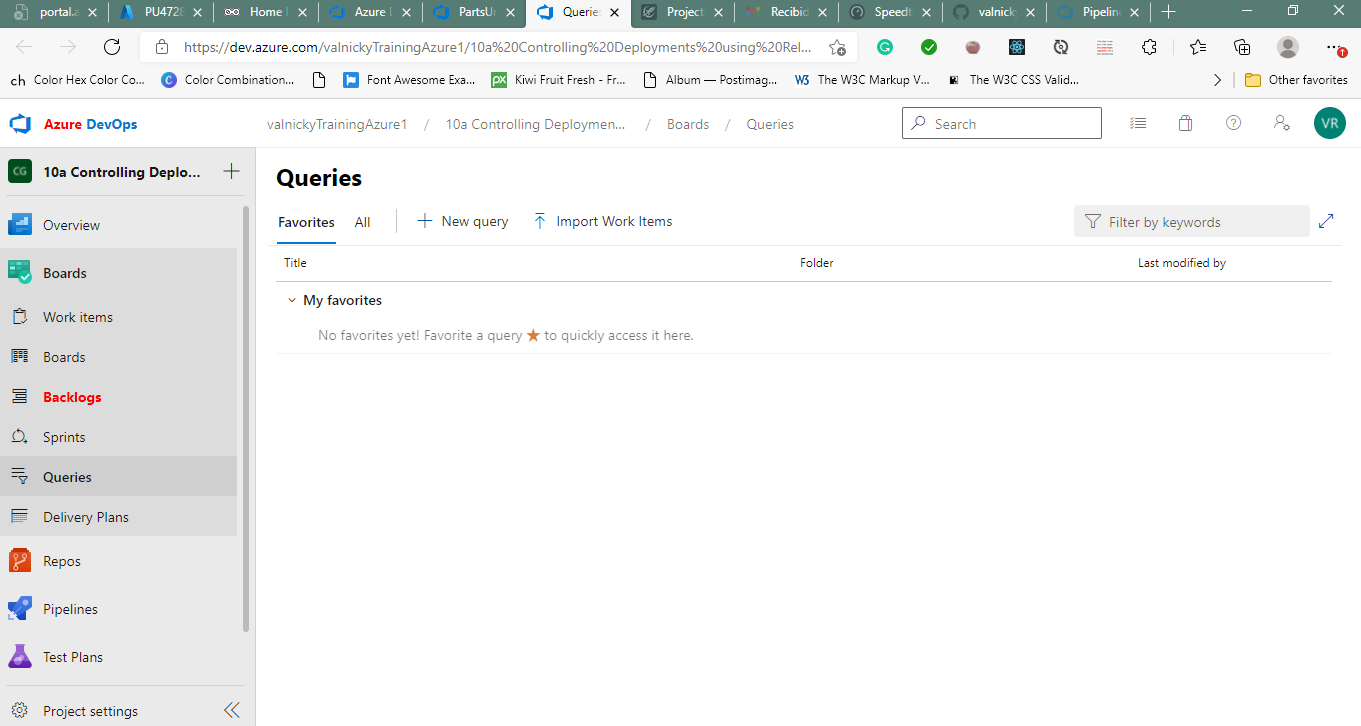 portal.a PU4728 Home Azure D PartsU Querie Project Recibid Speedt valnick Pipelin
https://dev.azure.com/valnickyTrainingAzure1/10a%20Controlling%20Deployments%20using%20Rel...
ch Color Hex Color Co... C Color Combination... Font Awesome Exa... px Kiwi Fruit Fresh - Fr... Album — Postimag... W3 The W3C Markup V... The W3C CSS Valid... Other favorites
Azure DevOps valnickyTrainingAzure1 / 10a Controlling Deploymen... / Boards / Queries Search VR
CG 10a Controlling Deplo...
Overview
Boards
Work items
Boards
Backlogs
Sprints
Queries
Delivery Plans
Repos
Pipelines
Test Plans
Project settings
Queries
Favorites All New query Import Work Items Filter by keywords
Title Folder Last modified by
My favorites
No favorites yet! Favorite a query ★ to quickly access it here.